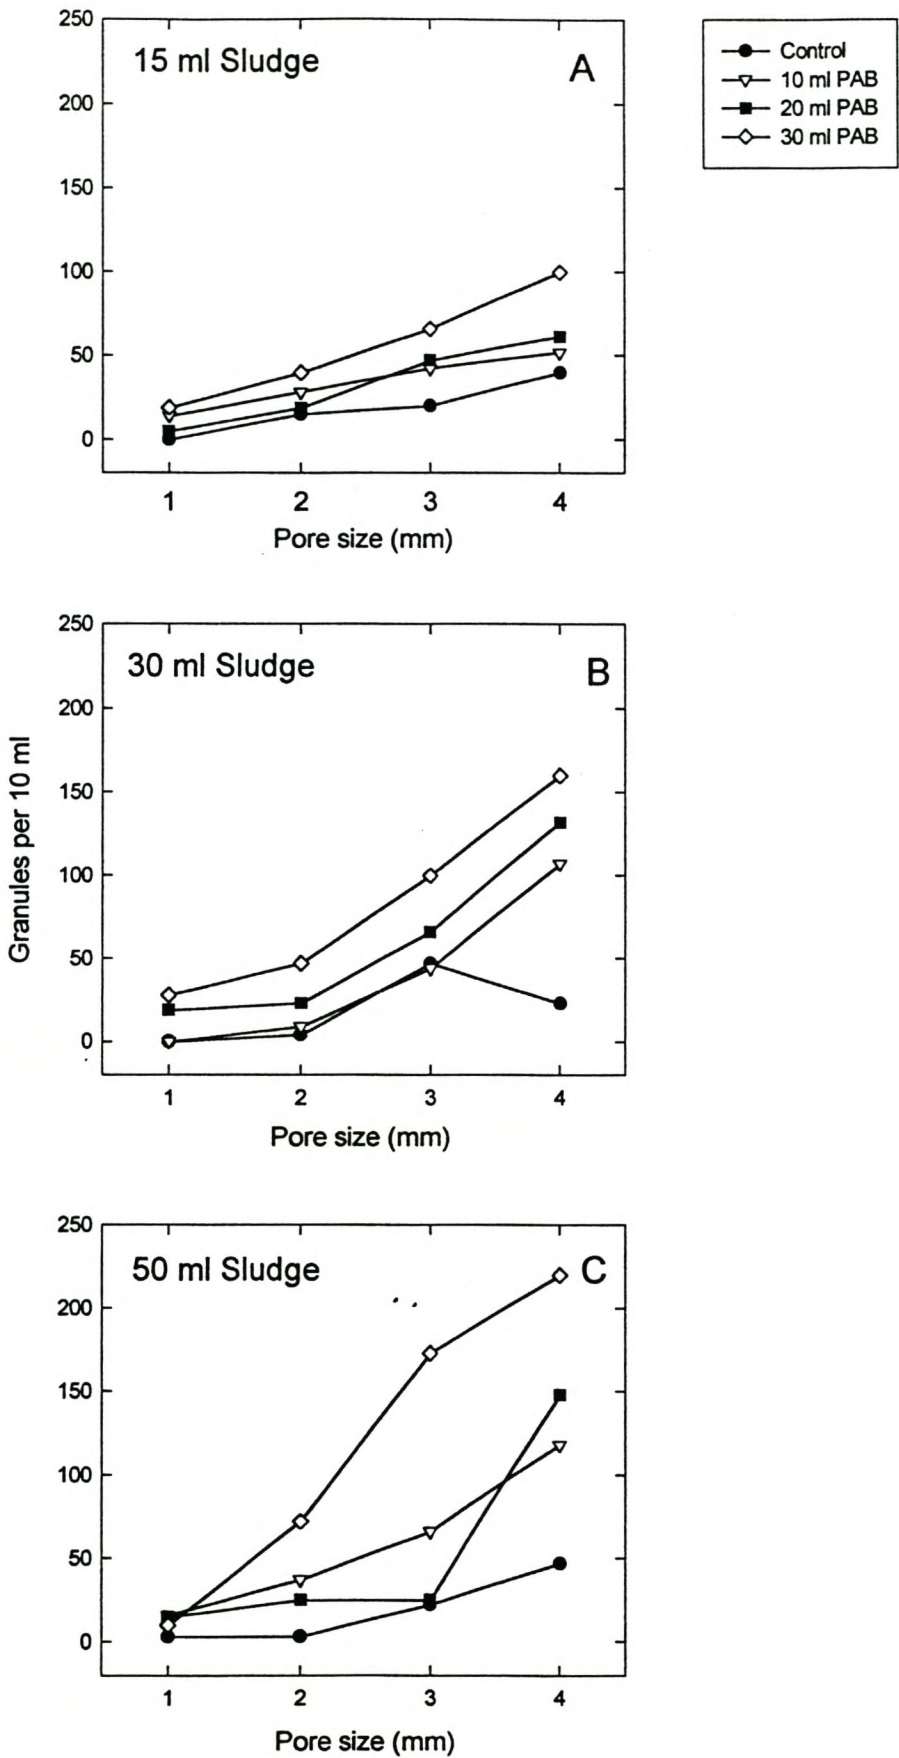 15 ml Sludge
A
250
200
150
100
50
0
1 2 3 4
Pore size (mm)
Control
10 ml PAB
20 ml PAB
30 ml PAB
30 ml Sludge
B
250
200
150
100
50
0
Granules per 10 ml
1 2 3 4
Pore size (mm)
50 ml Sludge
C
250
200
150
100
50
0
1 2 3 4
Pore size (mm)